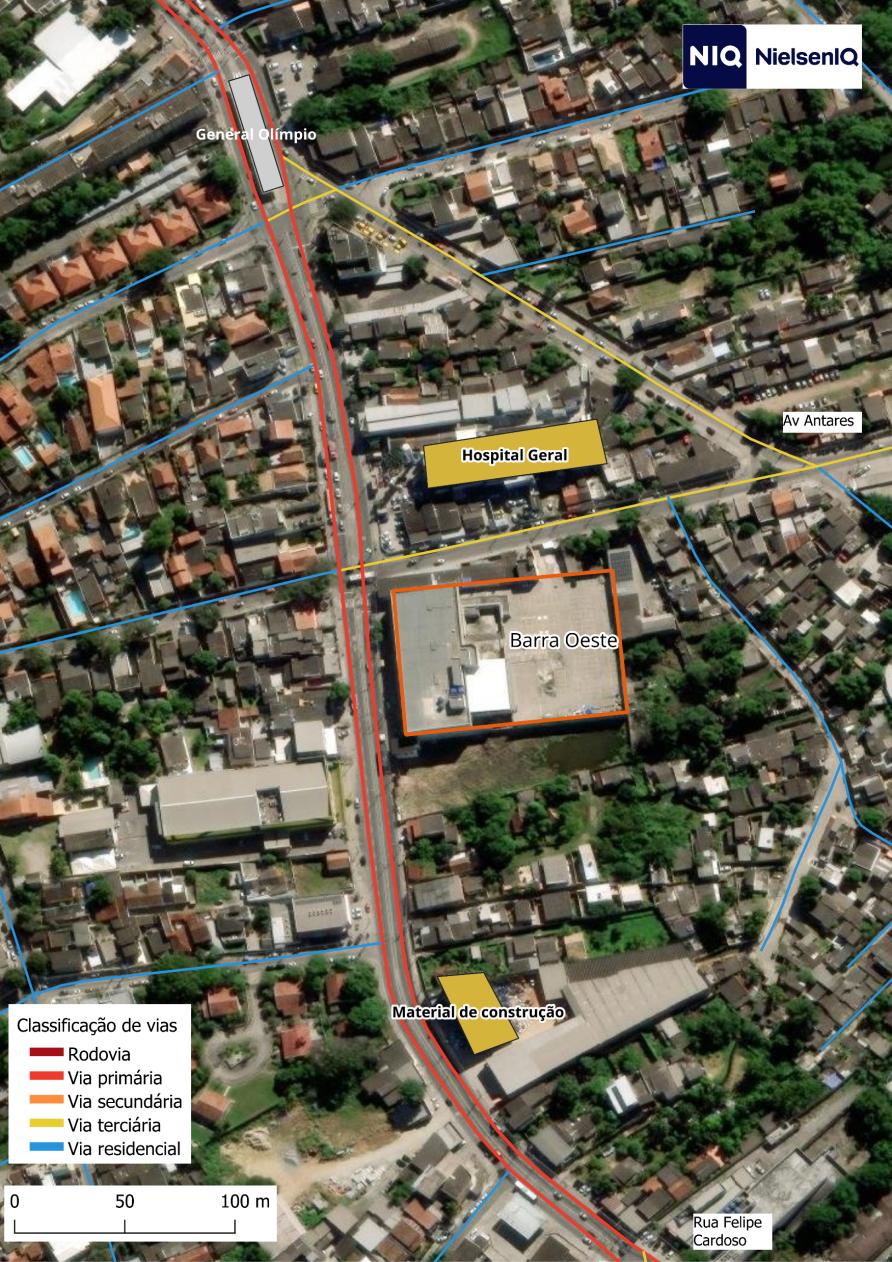 NIQ NielsenIQ
General Olímpio
Av Antares
Hospital Geral
Barra Oeste
Material de construção
Classificação de vias
Rodovia
Via primária
Via secundária
Via terciária
Via residencial
0 50 100 m
Rua Felipe
Cardoso